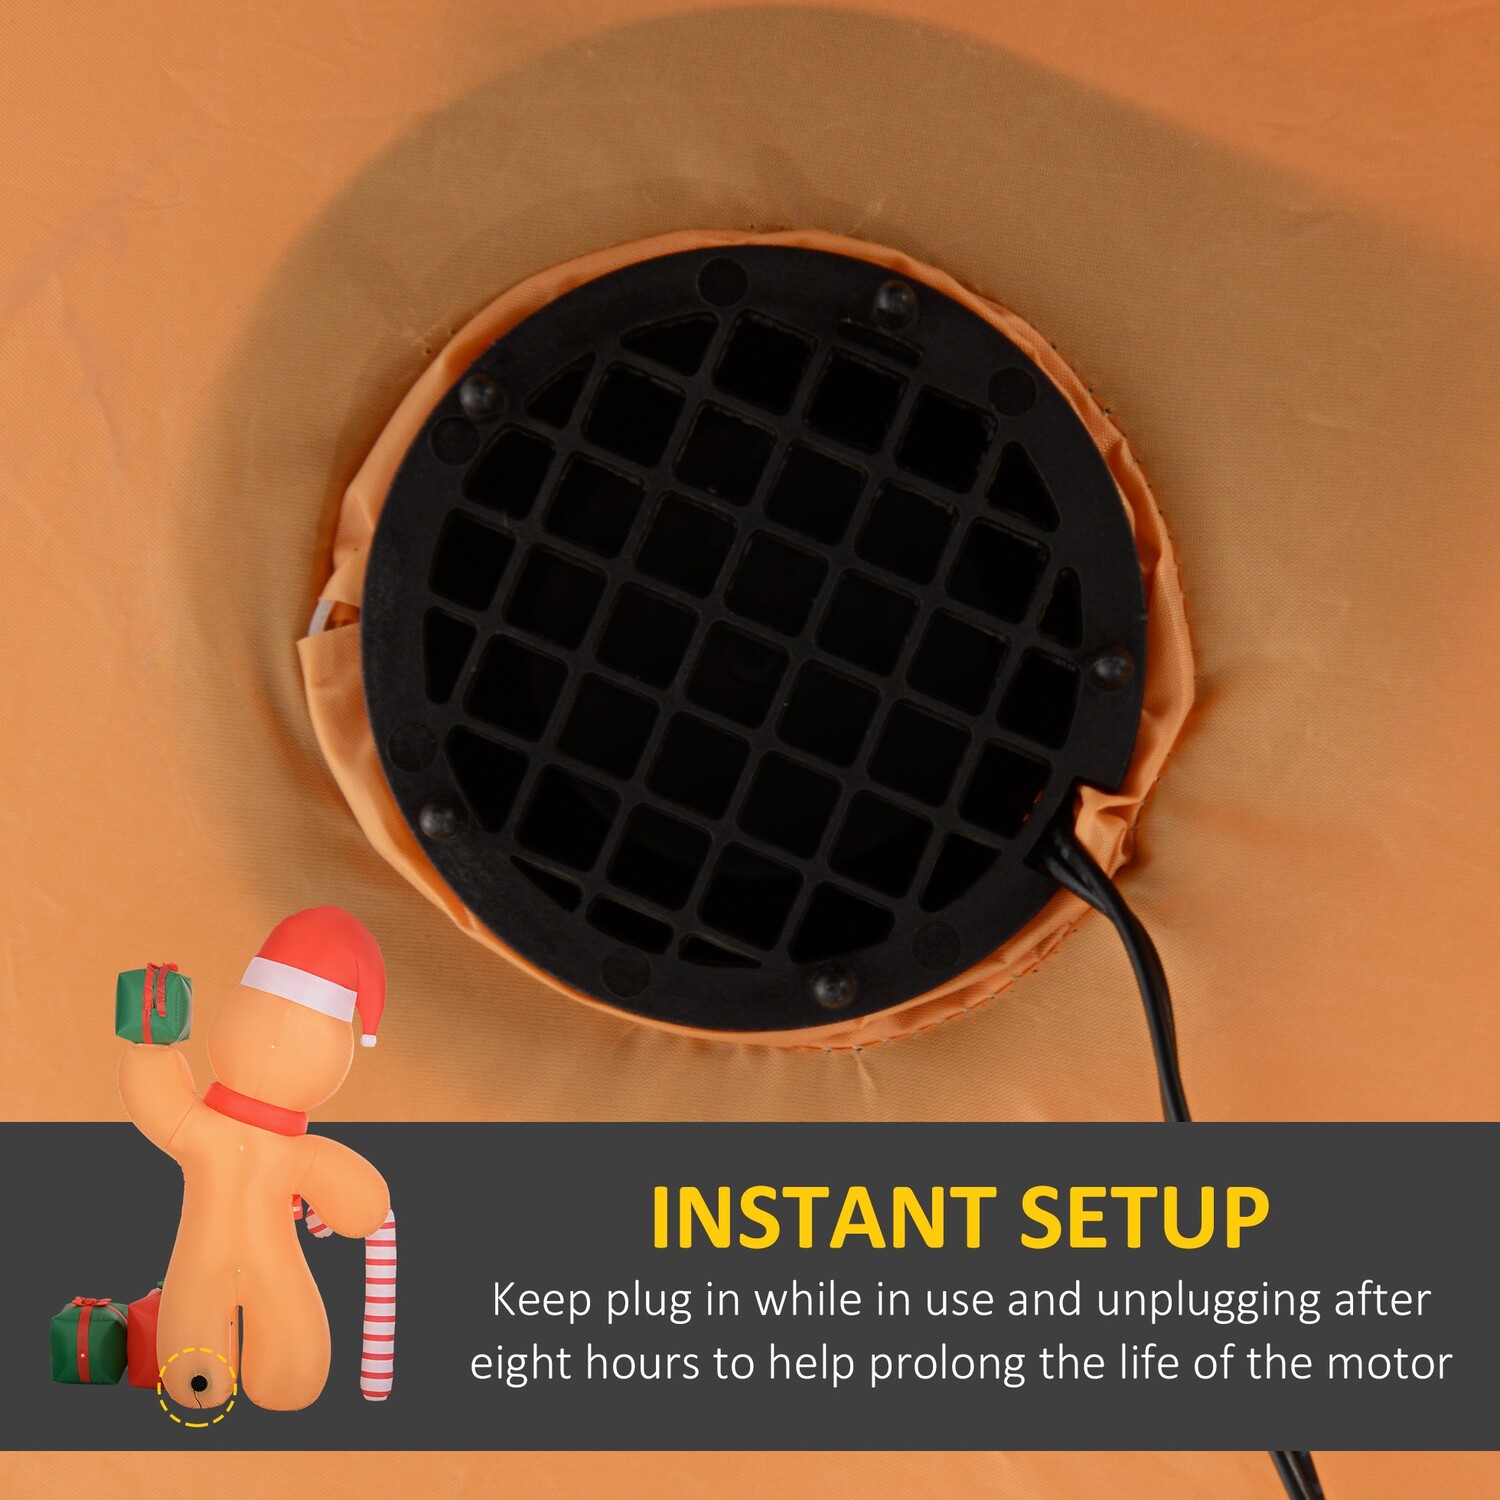 INSTANT SETUP
Keep plug in while in use and unplugging after
eight hours to help prolong the life of the motor